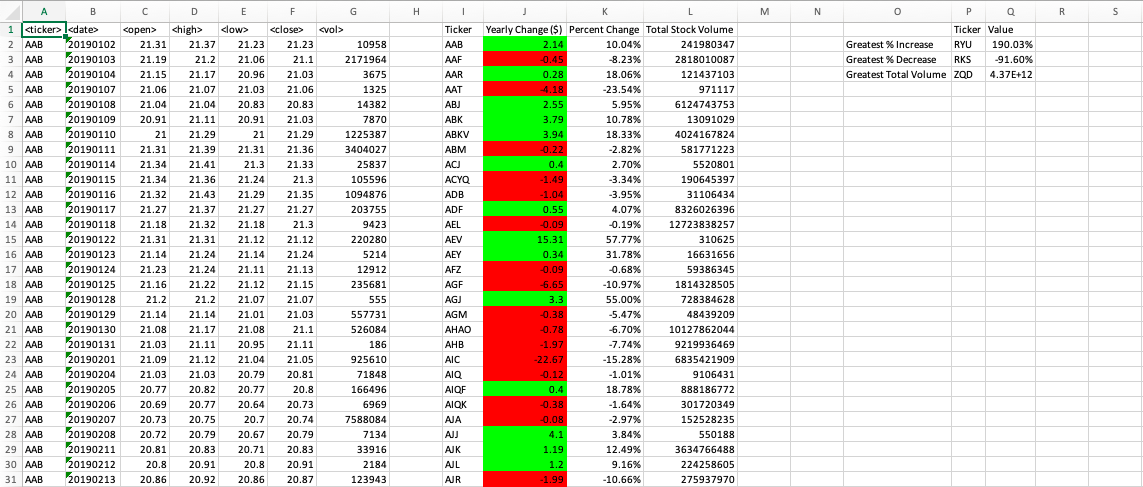 A B C D E F G H I J K L M N O P Q R S
1 <ticker> <date> <open> <high> <low> <close> <vol> Ticker Yearly Change ($) Percent Change Total Stock Volume Ticker Value
2 AAB 20190102 21.31 21.37 21.23 21.23 10958 AAB 2.14 10.04% 241980347 Greatest % Increase RYU 190.03%
3 AAB 20190103 21.19 21.2 21.06 21.1 2171964 AAF -0.45 -8.23% 2818010087 Greatest % Decrease RKS -91.60%
4 AAB 20190104 21.15 21.17 20.96 21.03 3675 AAR 0.28 18.06% 121437103 Greatest Total Volume ZQD 4.37E+12
5 AAB 20190107 21.06 21.07 21.03 21.06 1325 AAT -4.18 -23.54% 971117
6 AAB 20190108 21.04 21.04 20.83 20.83 14382 ABJ 2.55 5.95% 6124743753
7 AAB 20190109 20.91 21.11 20.91 21.03 7870 ABK 3.79 10.78% 13091029
8 AAB 20190110 21 21.29 21 21.29 1225387 ABKV 3.94 18.33% 4024167824
9 AAB 20190111 21.34 21.39 21.31 21.36 3404027 ABM -0.22 -2.82% 581771223
10 AAB 20190114 21.34 21.41 21.3 21.33 25837 ACJ 0.4 2.70% 5520801
11 AAB 20190115 21.34 21.36 21.24 21.3 105596 ACYQ -1.49 -3.34% 190645397
12 AAB 20190116 21.32 21.43 21.29 21.35 1094876 ADB -1.04 -3.95% 31106434
13 AAB 20190117 21.27 21.37 21.27 21.27 203755 ADF 0.55 4.07% 8326026396
14 AAB 20190118 21.18 21.32 21.18 21.3 9423 AEL -0.09 -0.19% 12723838257
15 AAB 20190122 21.31 21.31 21.12 21.12 220280 AEV 15.31 57.77% 310625
16 AAB 20190123 21.14 21.24 21.14 21.24 5214 AEY 0.34 31.78% 16631656
17 AAB 20190124 21.23 21.24 21.11 21.13 12912 AFZ -0.09 -0.68% 59386345
18 AAB 20190125 21.16 21.22 21.12 21.15 235681 AGF -6.65 -10.97% 1814328505
19 AAB 20190128 21.2 21.2 21.07 21.07 555 AGJ 3.3 55.00% 728384628
20 AAB 20190129 21.14 21.14 21.01 21.03 557731 AGM -0.38 -5.47% 48439209
21 AAB 20190130 21.08 21.17 21.08 21.1 526084 AHAO -0.78 -6.70% 10127862044
22 AAB 20190131 21.03 21.11 20.95 21.11 186 AHB -1.97 -7.74% 9219936469
23 AAB 20190201 21.09 21.12 21.04 21.05 925610 AIC -22.67 -15.28% 6835421909
24 AAB 20190204 21.03 21.03 20.79 20.81 71848 AIQ -0.12 -1.01% 9106431
25 AAB 20190205 20.77 20.82 20.77 20.8 166496 AIQF 0.4 18.78% 888186772
26 AAB 20190206 20.69 20.77 20.64 20.73 6969 AIQK -0.38 -1.64% 301720349
27 AAB 20190207 20.73 20.75 20.7 20.74 7588084 AJA -0.08 -2.97% 152528235
28 AAB 20190208 20.72 20.79 20.67 20.79 7134 AJJ 4.1 3.84% 550188
29 AAB 20190211 20.81 20.83 20.71 20.83 33916 AJK 1.19 12.49% 3634766488
30 AAB 20190212 20.8 20.91 20.8 20.91 2184 AJL 1.2 9.16% 224258605
31 AAB 20190213 20.86 20.92 20.86 20.87 123943 AJR -1.99 -10.66% 275937970